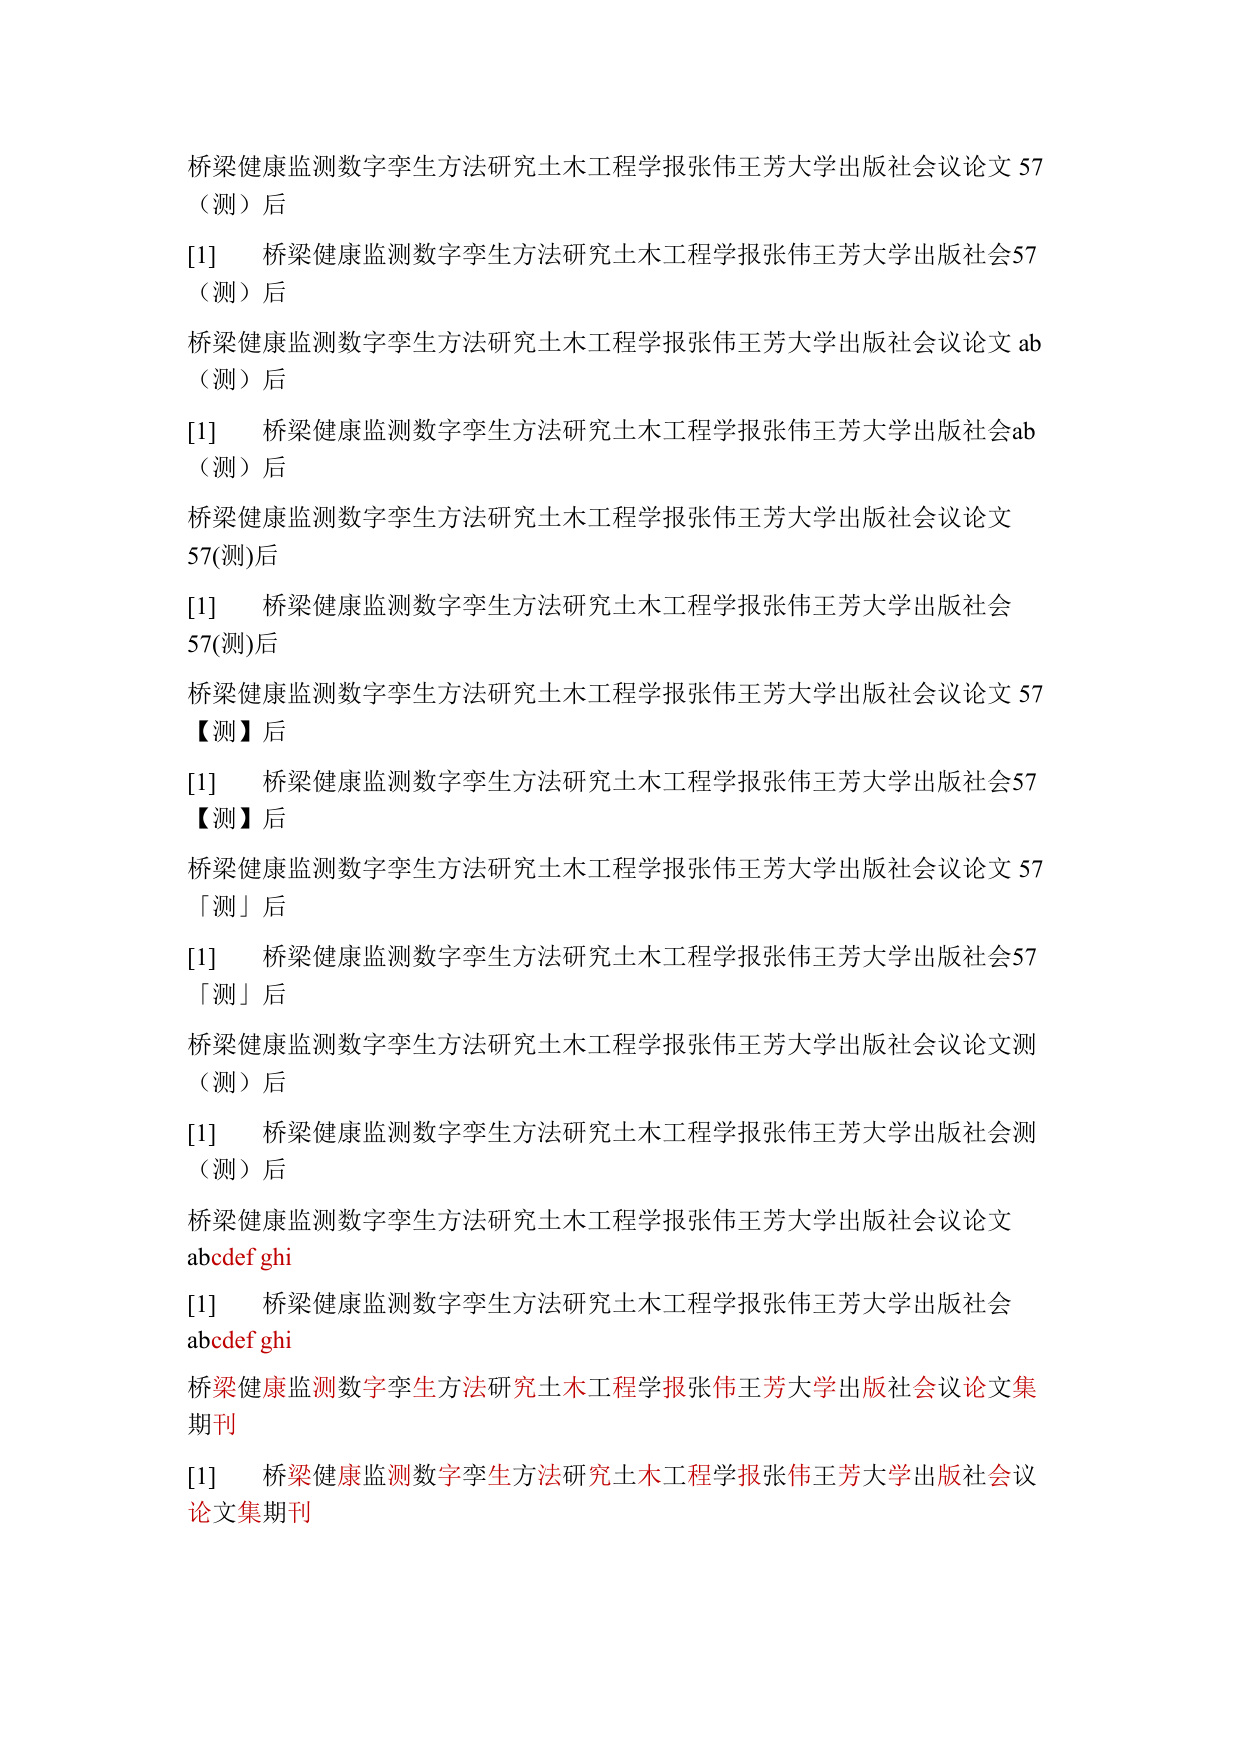 桥梁健康监测数字孪生方法研究土木工程学报张伟王芳大学出版社会议论文 57
（测）后
[1] 桥梁健康监测数字孪生方法研究土木工程学报张伟王芳大学出版社会57
（测）后
桥梁健康监测数字孪生方法研究土木工程学报张伟王芳大学出版社会议论文 ab
（测）后
[1] 桥梁健康监测数字孪生方法研究土木工程学报张伟王芳大学出版社会ab
（测）后
桥梁健康监测数字孪生方法研究土木工程学报张伟王芳大学出版社会议论文
57(测)后
[1] 桥梁健康监测数字孪生方法研究土木工程学报张伟王芳大学出版社会
57(测)后
桥梁健康监测数字孪生方法研究土木工程学报张伟王芳大学出版社会议论文 57
【测】后
[1] 桥梁健康监测数字孪生方法研究土木工程学报张伟王芳大学出版社会57
【测】后
桥梁健康监测数字孪生方法研究土木工程学报张伟王芳大学出版社会议论文 57
「测」后
[1] 桥梁健康监测数字孪生方法研究土木工程学报张伟王芳大学出版社会57
「测」后
桥梁健康监测数字孪生方法研究土木工程学报张伟王芳大学出版社会议论文测
（测）后
[1] 桥梁健康监测数字孪生方法研究土木工程学报张伟王芳大学出版社会测
（测）后
桥梁健康监测数字孪生方法研究土木工程学报张伟王芳大学出版社会议论文
abcdef ghi
[1] 桥梁健康监测数字孪生方法研究土木工程学报张伟王芳大学出版社会
abcdef ghi
桥梁健康监测数字孪生方法研究土木工程学报张伟王芳大学出版社会议论文集
期刊
[1] 桥梁健康监测数字孪生方法研究土木工程学报张伟王芳大学出版社会议
论文集期刊